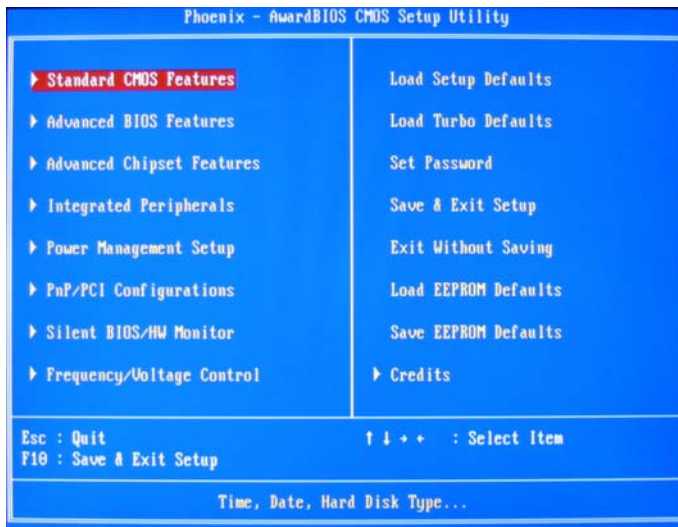 Phoenix - AwardBIOS CMOS Setup Utility
Standard CMOS Features
Advanced BIOS Features
Advanced Chipset Features
Integrated Peripherals
Power Management Setup
PnP/PCI Configurations
Silent BIOS/HW Monitor
Frequency/Voltage Control
Load Setup Defaults
Load Turbo Defaults
Set Password
Save & Exit Setup
Exit Without Saving
Load EEPROM Defaults
Save EEPROM Defaults
Credits
Esc : Quit
F10 : Save & Exit Setup
↑ ↓ → ← : Select Item
Time, Date, Hard Disk Type...